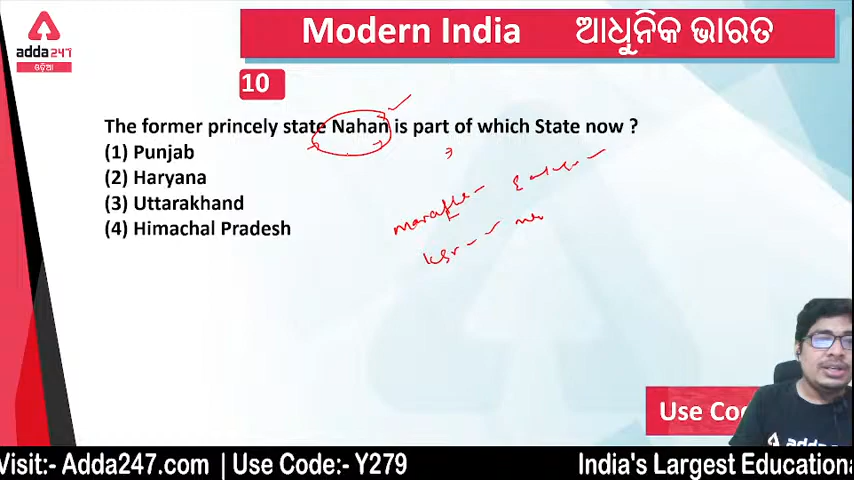 Modern India ଆଧୁନିକ ଭାରତ
adda247
ଓଡ଼ିଆ
10
The former princely state Nahan is part of which State now ?
(1) Punjab
(2) Haryana
(3) Uttarakhand
(4) Himachal Pradesh
Use Co
adda
Visit:- Adda247.com | Use Code:- Y279 India's Largest Educationa